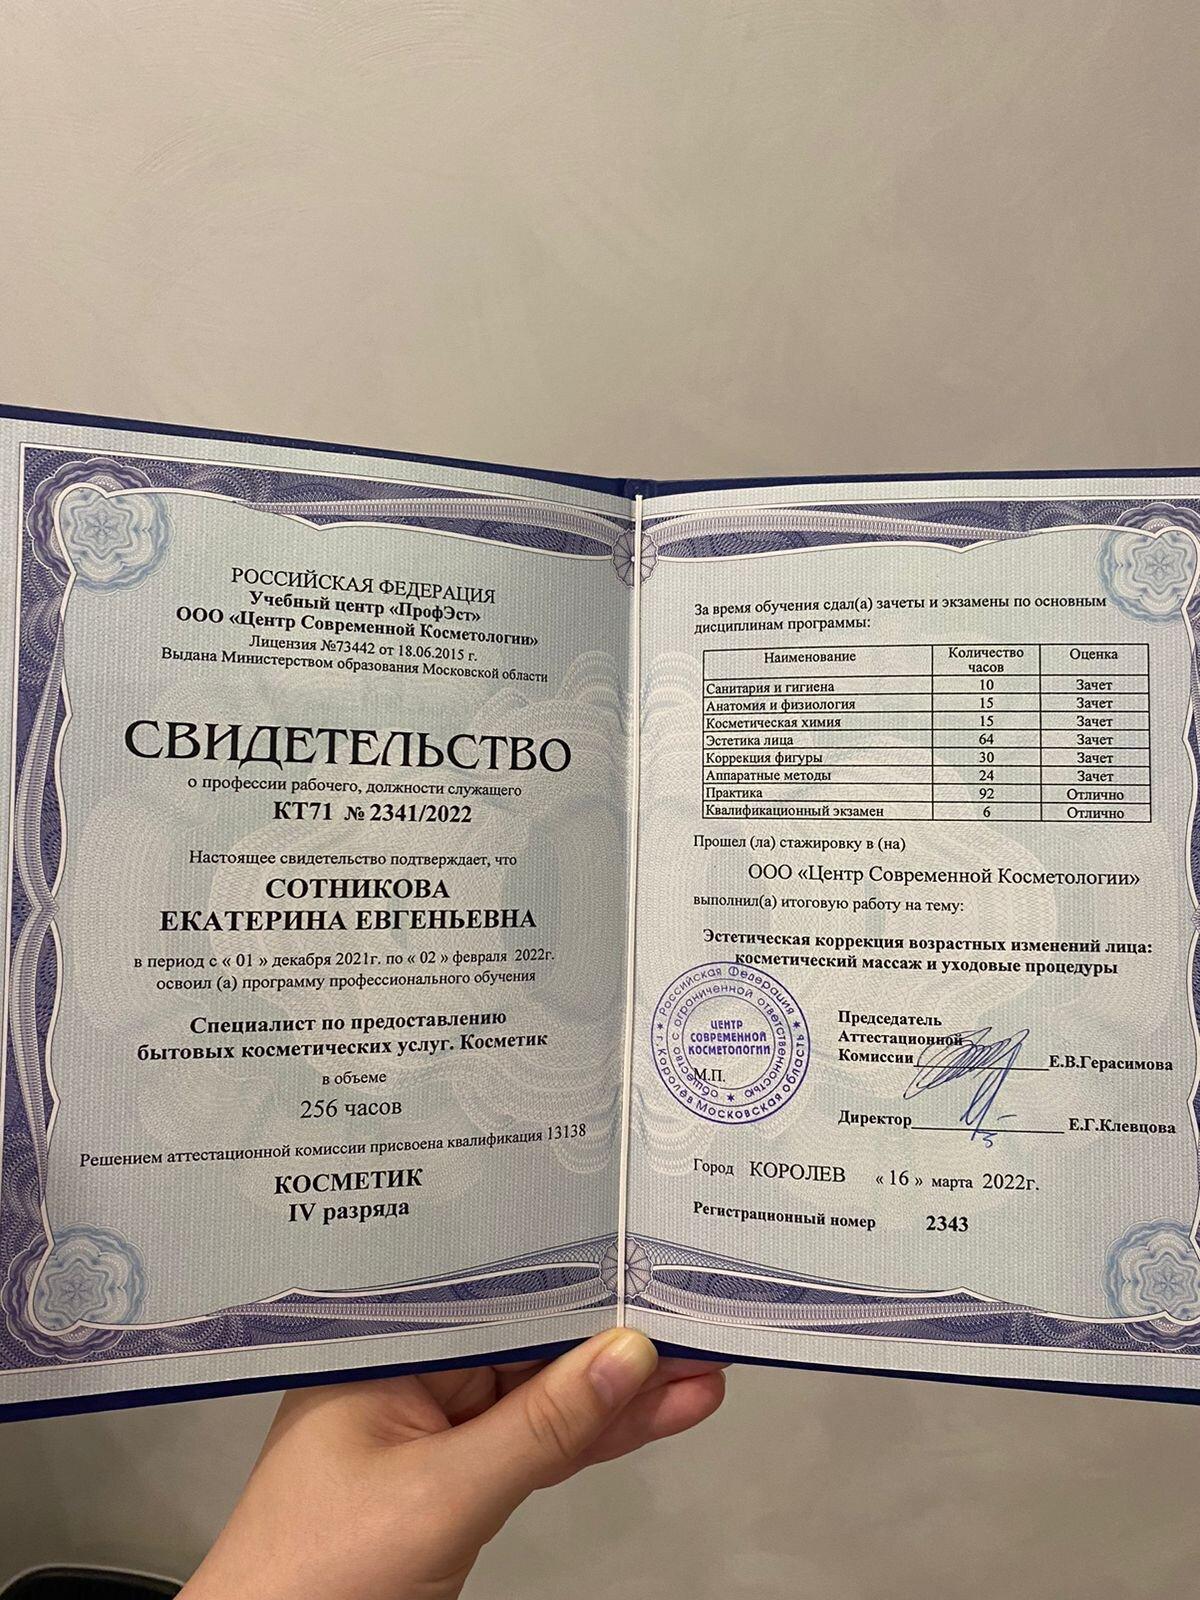 РОССИЙСКАЯ ФЕДЕРАЦИЯ
Учебный центр «ПрофЭст»
ООО «Центр Современной Косметологии»
Лицензия №73442 от 18.06.2015 г.
Выдана Министерством образования Московской области
СВИДЕТЕЛЬСТВО
о профессии рабочего, должности служащего
КТ71 № 2341/2022
Настоящее свидетельство подтверждает, что
СОТНИКОВА
ЕКАТЕРИНА ЕВГЕНЬЕВНА
в период с « 01 » декабря 2021г. по « 02 » февраля 2022г.
освоил (а) программу профессионального обучения
Специалист по предоставлению
бытовых косметических услуг. Косметик
в объеме
256 часов
Решением аттестационной комиссии присвоена квалификация 13138
КОСМЕТИК
IV разряда
За время обучения сдал(а) зачеты и экзамены по основным
дисциплинам программы:
Наименование Количество часов Оценка
Санитария и гигиена 10 Зачет
Анатомия и физиология 15 Зачет
Косметическая химия 15 Зачет
Эстетика лица 64 Зачет
Коррекция фигуры 30 Зачет
Аппаратные методы 24 Зачет
Практика 92 Отлично
Квалификационный экзамен 6 Отлично
Прошел (ла) стажировку в (на)
ООО «Центр Современной Косметологии»
выполнил(а) итоговую работу на тему:
Эстетическая коррекция возрастных изменений лица:
косметический массаж и уходовые процедуры
Российская Федерация ★ г. Королёв Московская область ★
общество с ограниченной ответственностью ★
ЦЕНТР
СОВРЕМЕННОЙ
КОСМЕТОЛОГИИ
М.П.
Председатель
Аттестационной
Комиссии Е.В.Герасимова
Директор Е.Г.Клевцова
Город КОРОЛЕВ « 16 » марта 2022г.
Регистрационный номер 2343